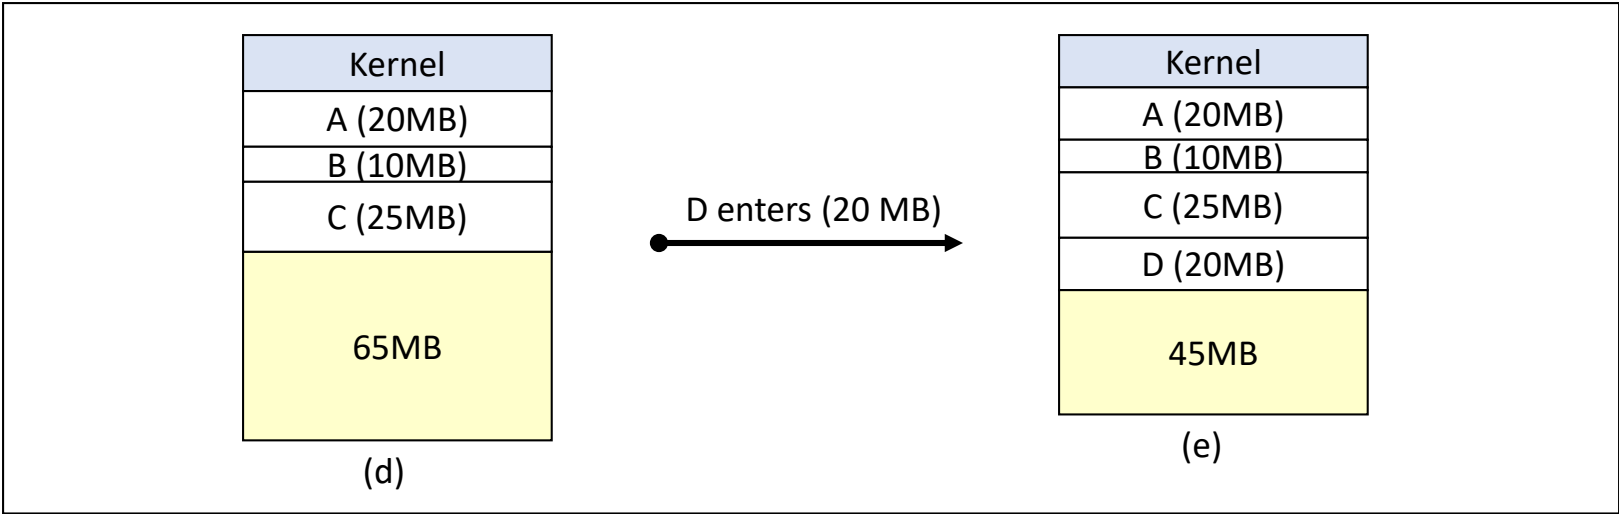 Kernel
A (20MB)
B (10MB)
C (25MB)
65MB
(d)
D enters (20 MB)
Kernel
A (20MB)
B (10MB)
C (25MB)
D (20MB)
45MB
(e)